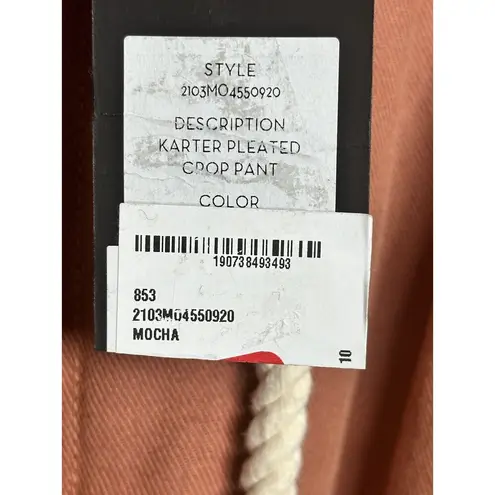 STYLE
2103MO4550920
DESCRIPTION
KARTER PLEATED
CROP PANT
COLOR
190738493493
853
2103MO4550920
MOCHA
10